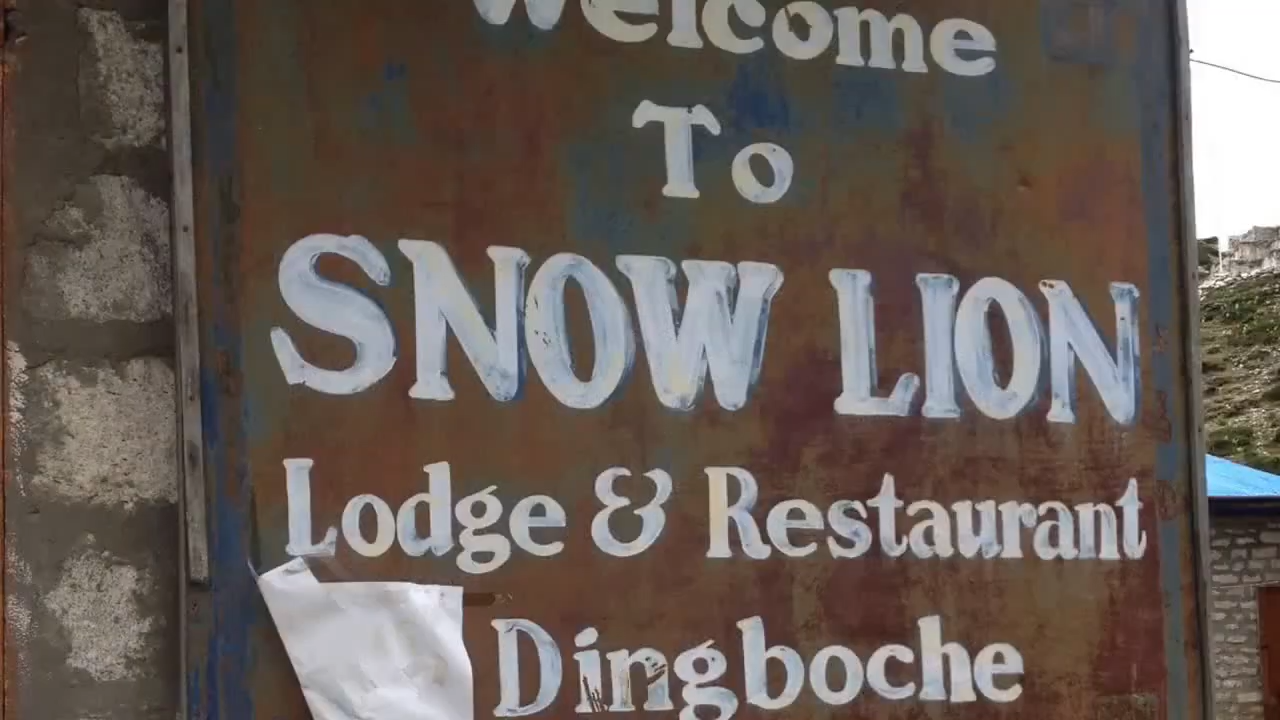 Welcome
To
SNOW LION
Lodge & Restaurant
Dingboche